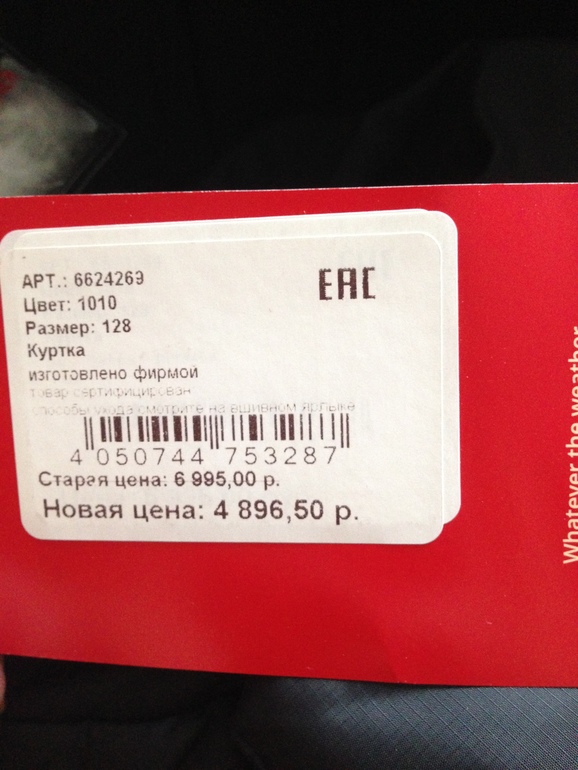 АРТ.: 6624269
EAC
Цвет: 1010
Размер: 128
Куртка
изготовлено фирмой
товар сертифицирован
способы ухода смотрите на вшивном ярлыке
4 050744 753287
Старая цена: 6 995,00 р.
Новая цена: 4 896,50 р.
Whatever the weather